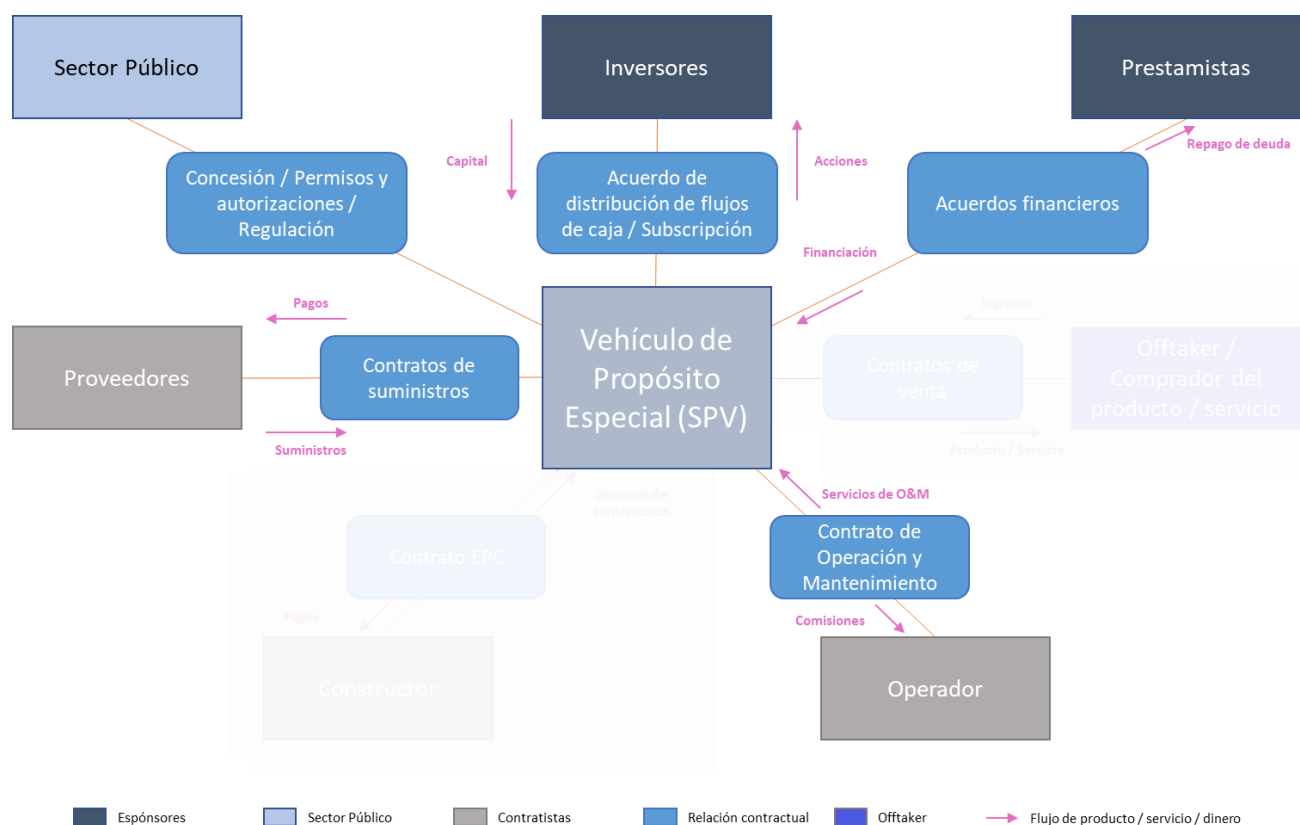 Sector Público
Inversores
Prestamistas
Capital
Acciones
Repago de deuda
Concesión / Permisos y
autorizaciones /
Regulación
Acuerdo de
distribución de flujos
de caja / Subscripción
Acuerdos financieros
Financiación
Pagos
Ingresos
Proveedores
Contratos de
suministros
Vehículo de
Propósito
Especial (SPV)
Contratos de
venta
Offtaker /
Comprador del
producto / servicio
Suministros
Producto / Servicio
Servicios de
construcción
Servicios de O&M
Contrato EPC
Contrato de
Operación y
Mantenimiento
Pagos
Comisiones
Constructor
Operador
Espónsores
Sector Público
Contratistas
Relación contractual
Offtaker
Flujo de producto / servicio / dinero